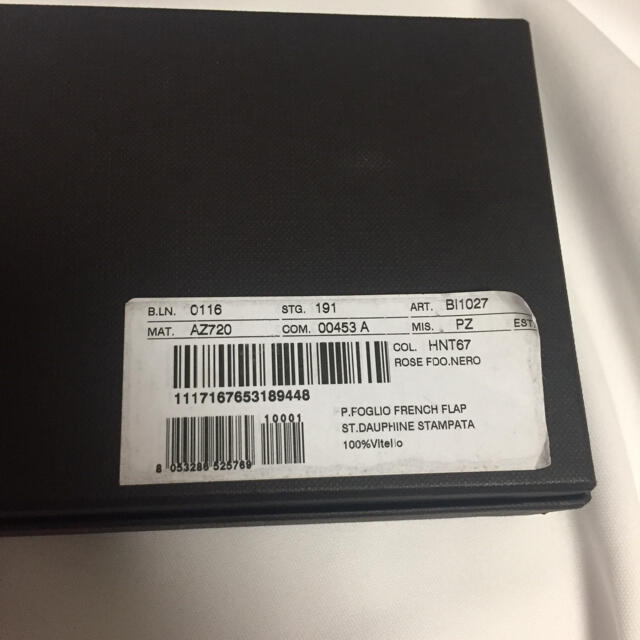 B.LN. 0116 STG. 191 ART. BI1027
MAT. AZ720 COM. 00453 A MIS. PZ EST.
COL. HNT67
ROSE FDO.NERO
1117167653189448
P.FOGLIO FRENCH FLAP
ST.DAUPHINE STAMPATA
100%Vitello
10001
8 053286 525769